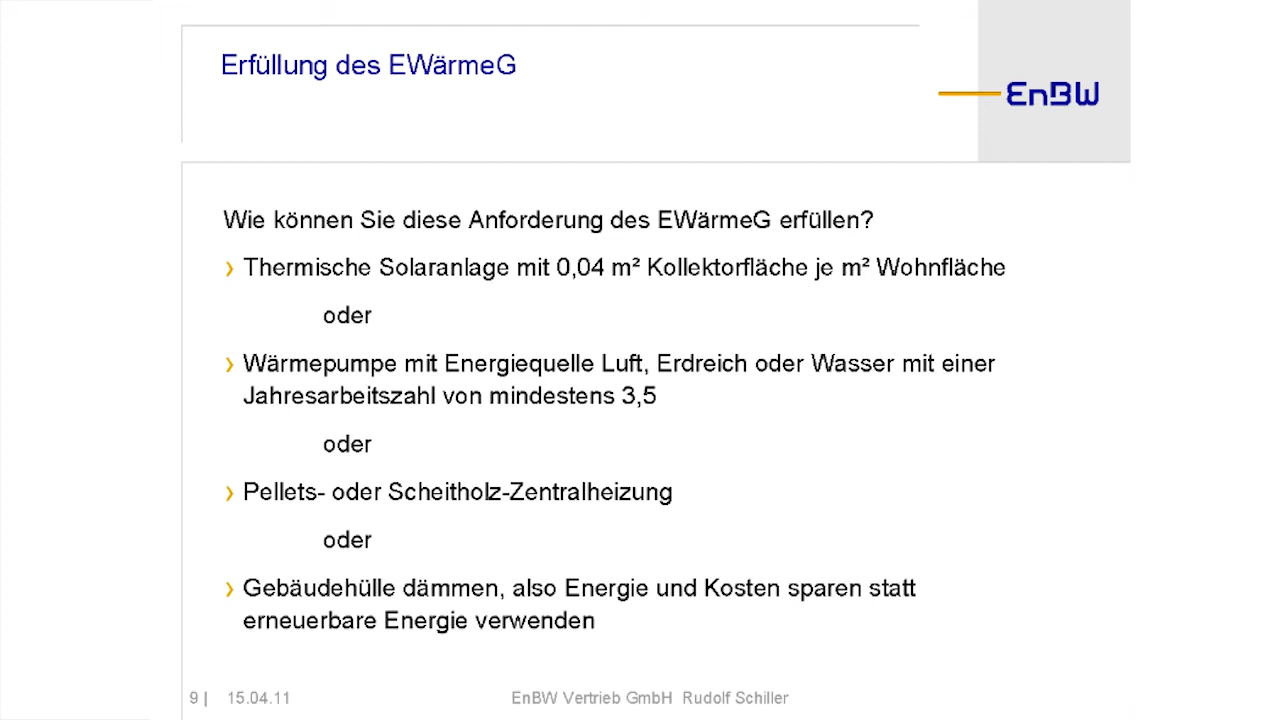 Erfüllung des EWärmeG
EnBW
Wie können Sie diese Anforderung des EWärmeG erfüllen?
› Thermische Solaranlage mit 0,04 m² Kollektorfläche je m² Wohnfläche
oder
› Wärmepumpe mit Energiequelle Luft, Erdreich oder Wasser mit einer
Jahresarbeitszahl von mindestens 3,5
oder
› Pellets- oder Scheitholz-Zentralheizung
oder
› Gebäudehülle dämmen, also Energie und Kosten sparen statt
erneuerbare Energie verwenden
9 | 15.04.11 EnBW Vertrieb GmbH Rudolf Schiller